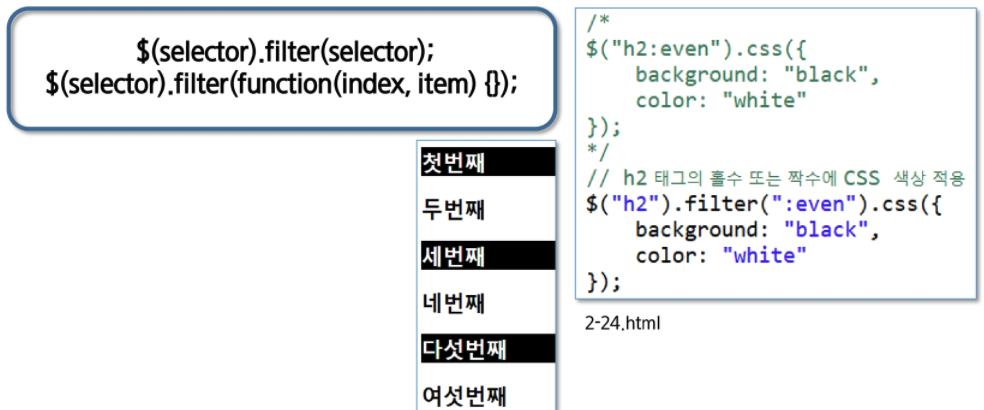 $(selector).filter(selector);
$(selector).filter(function(index, item) {});
/*
$("h2:even").css({
    background: "black",
    color: "white"
});
*/
// h2 태그의 홀수 또는 짝수에 CSS 색상 적용
$("h2").filter(":even").css({
    background: "black",
    color: "white"
});
2-24.html
첫번째
두번째
세번째
네번째
다섯번째
여섯번째